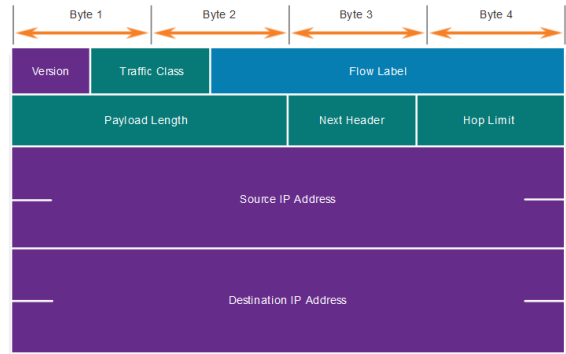 Byte 1 Byte 2 Byte 3 Byte 4
Version Traffic Class Flow Label
Payload Length Next Header Hop Limit
Source IP Address
Destination IP Address